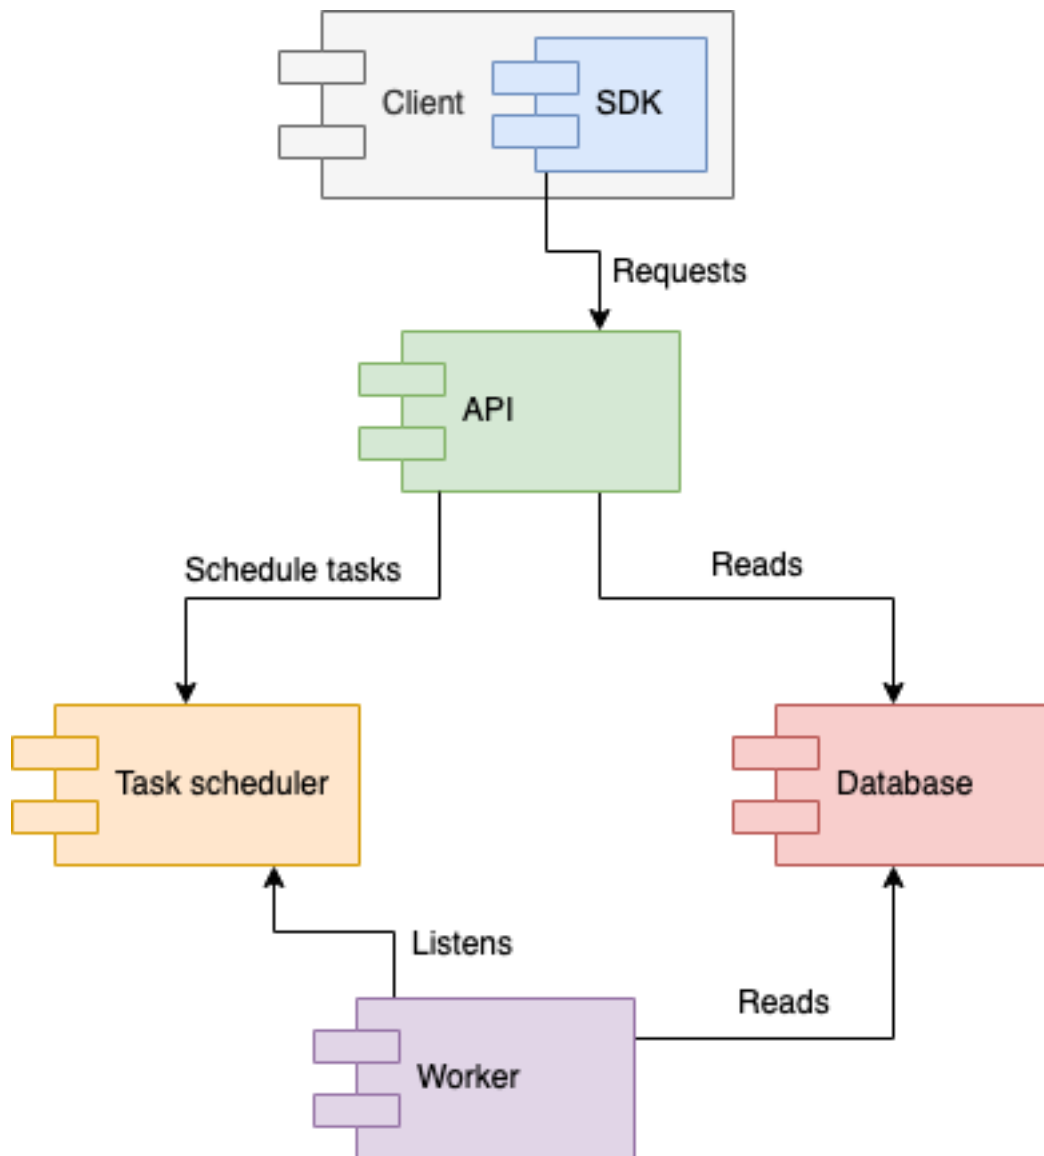 Client
SDK
Requests
API
Schedule tasks
Reads
Task scheduler
Database
Listens
Reads
Worker